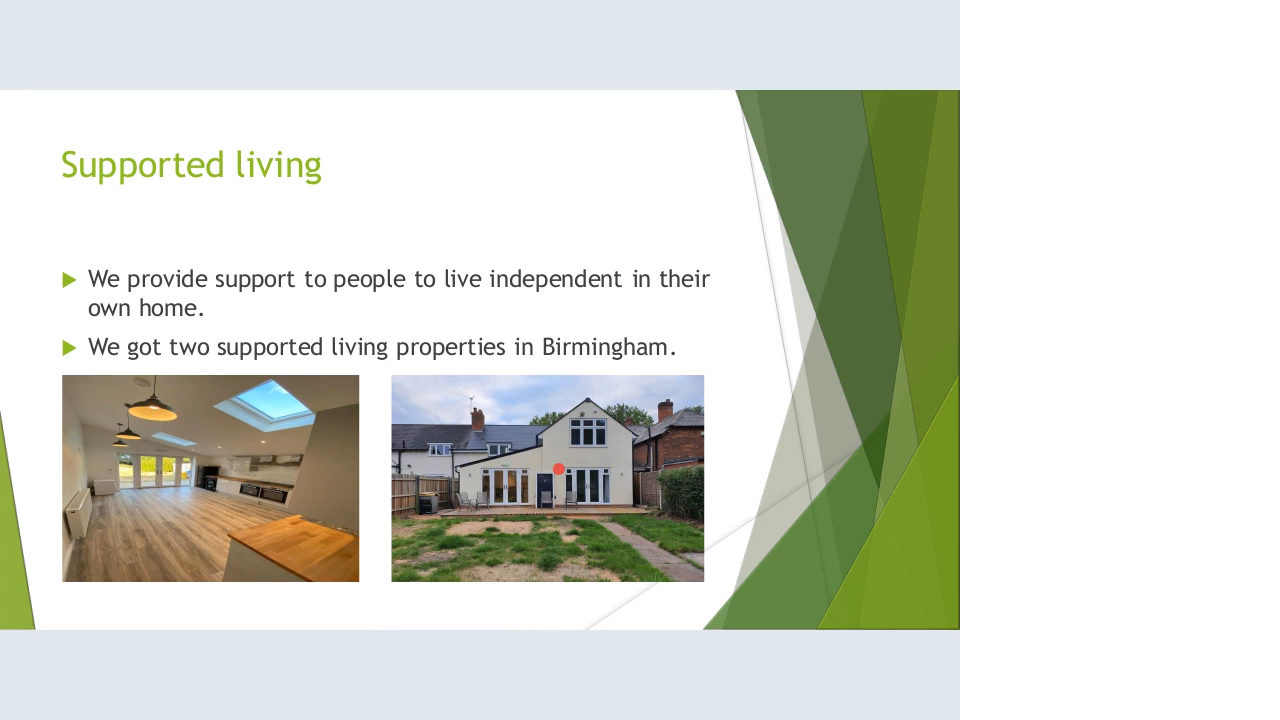 Supported living
We provide support to people to live independent in their
own home.
We got two supported living properties in Birmingham.